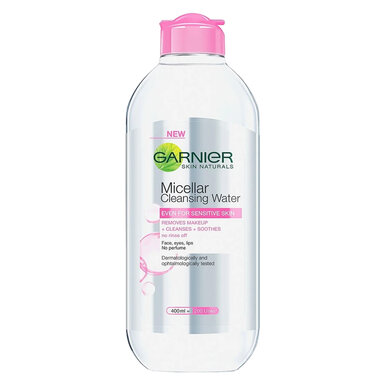 NEW
GARNIER
SKIN NATURALS
Micellar
Cleansing Water
EVEN FOR SENSITIVE SKIN
REMOVES MAKEUP
+ CLEANSES + SOOTHES
no rinse off
Face, eyes, lips
No perfume
Dermatologically and
ophtalmologically tested
400ml =